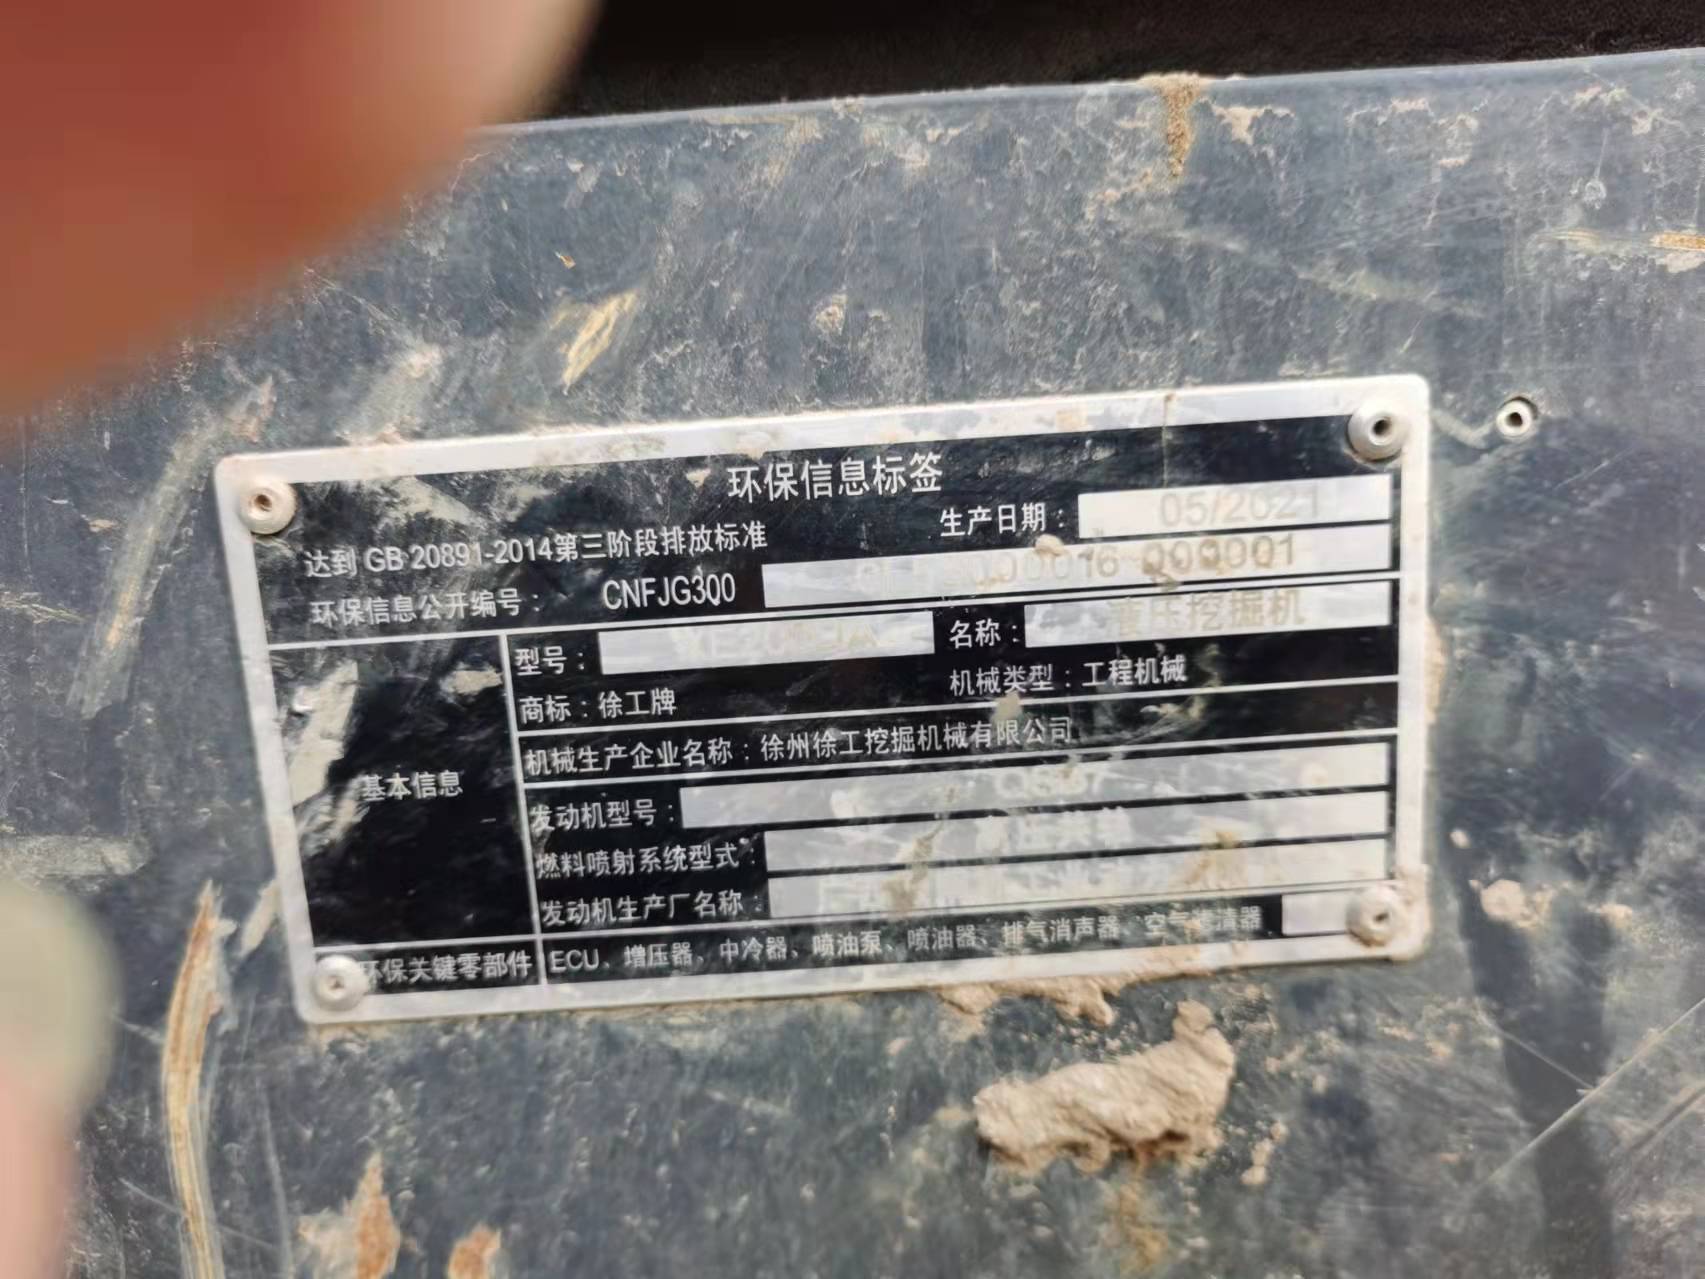 环保信息标签
达到 GB 20891-2014第三阶段排放标准 生产日期： 05/2021
环保信息公开编号： CNFJG300 000016 000001
基本信息
型号： 名称： 液压挖掘机
商标：徐工牌 机械类型：工程机械
机械生产企业名称：徐州徐工挖掘机械有限公司
发动机型号：
燃料喷射系统型式：
发动机生产厂名称：
环保关键零部件 ECU、增压器、中冷器、喷油泵、喷油器、排气消声器、空气滤清器